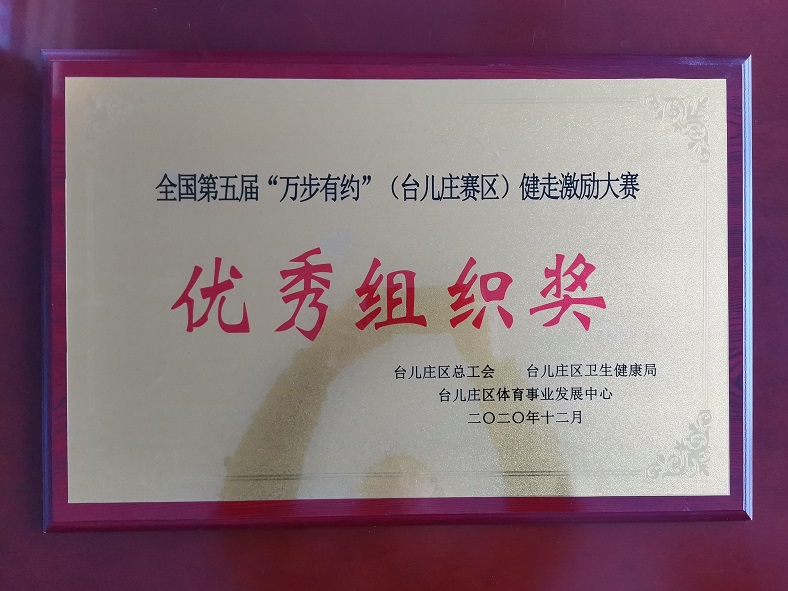 全国第五届“万步有约”（台儿庄赛区）健走激励大赛
优秀组织奖
台儿庄区总工会 台儿庄区卫生健康局
台儿庄区体育事业发展中心
二〇二〇年十二月